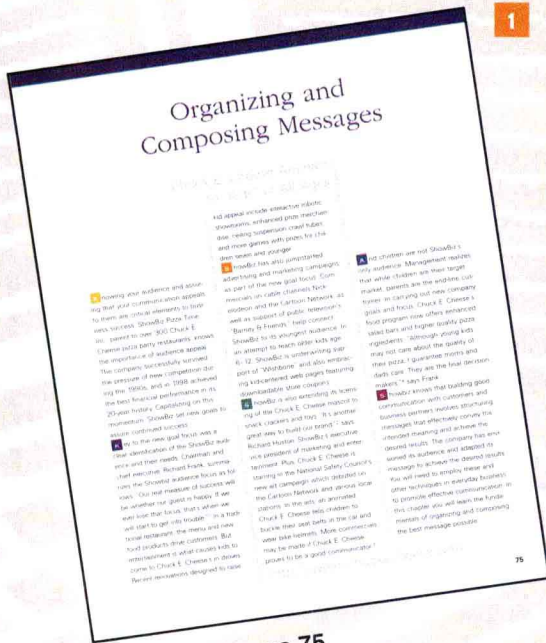 1
Organizing and
Composing Messages
Knowing your audience and assur-
ing that your communication appeals
to them are critical elements to busi-
ness success. ShowBiz Pizza Time,
Inc., parent to over 300 Chuck E.
Cheese pizza party restaurants, knows
the importance of audience appeal.
The company successfully survived
the pressure of new competition dur-
ing the 1990s, and in 1998 achieved
the best financial performance in its
20-year history. Capitalizing on this
momentum, ShowBiz set new goals to
assure continued success.
Key to the new goal focus was a
clear identification of the ShowBiz audi-
ence and their needs. Chairman and
chief executive, Richard Frank, summa-
rizes the ShowBiz audience focus as fol-
lows: "Our real measure of success will
be whether our guest is happy. If we
ever lose that focus, that's when we
will start to get into trouble." In a tradi-
tional restaurant, the menu and new
food products drive customers. But
entertainment is what causes kids to
come to Chuck E. Cheese's in droves.
Recent renovations designed to raise
kid appeal include interactive robotic
showrooms, enhanced prize merchan-
dise, ceiling suspension crawl tubes,
and more games with prizes for chil-
dren seven and younger.
ShowBiz has also jumpstarted
advertising and marketing campaigns
as part of the new goal focus. Com-
mercials on cable channels Nick-
elodeon and the Cartoon Network, as
well as support of public television's
"Barney & Friends," help connect
ShowBiz to its youngest audience. In
an attempt to reach older kids age
6-12, ShowBiz is underwriting sup-
port of "Wishbone" and also embrac-
ing kid-centered web pages featuring
downloadable store coupons.
ShowBiz is also extending its licens-
ing of the Chuck E. Cheese mascot to
snack crackers and toys. "It's another
great way to build our brand," says
Richard Huston, ShowBiz's executive
vice president of marketing and enter-
tainment. Plus, Chuck E. Cheese is
starring in the National Safety Council's
new ad campaign which debuted on
the Cartoon Network and various local
stations. In the ads, an animated
Chuck E. Cheese tells children to
buckle their seat belts in the car and
wear bike helmets. More commercials
may be made if Chuck E. Cheese
proves to be a good communicator.
And children are not ShowBiz's
only audience. Management realizes
that while children are their target
market, parents are the end-line cus-
tomer. In carrying out new company
goals and focus, Chuck E. Cheese's
food program now offers enhanced
salad bars and higher quality pizza
ingredients. "Although young kids
may not care about the quality of
their pizza, I guarantee moms and
dads care. They are the final decision
makers," says Frank.
ShowBiz knows that building good
communication with customers and
business partners involves structuring
messages that effectively convey the
intended meaning and achieve the
desired results. The company has envi-
sioned its audience and adapted its
message to achieve the desired results.
You will need to employ these and
other techniques in everyday business
to promote effective communication. In
this chapter you will learn the funda-
mentals of organizing and composing
the best message possible.
75
75